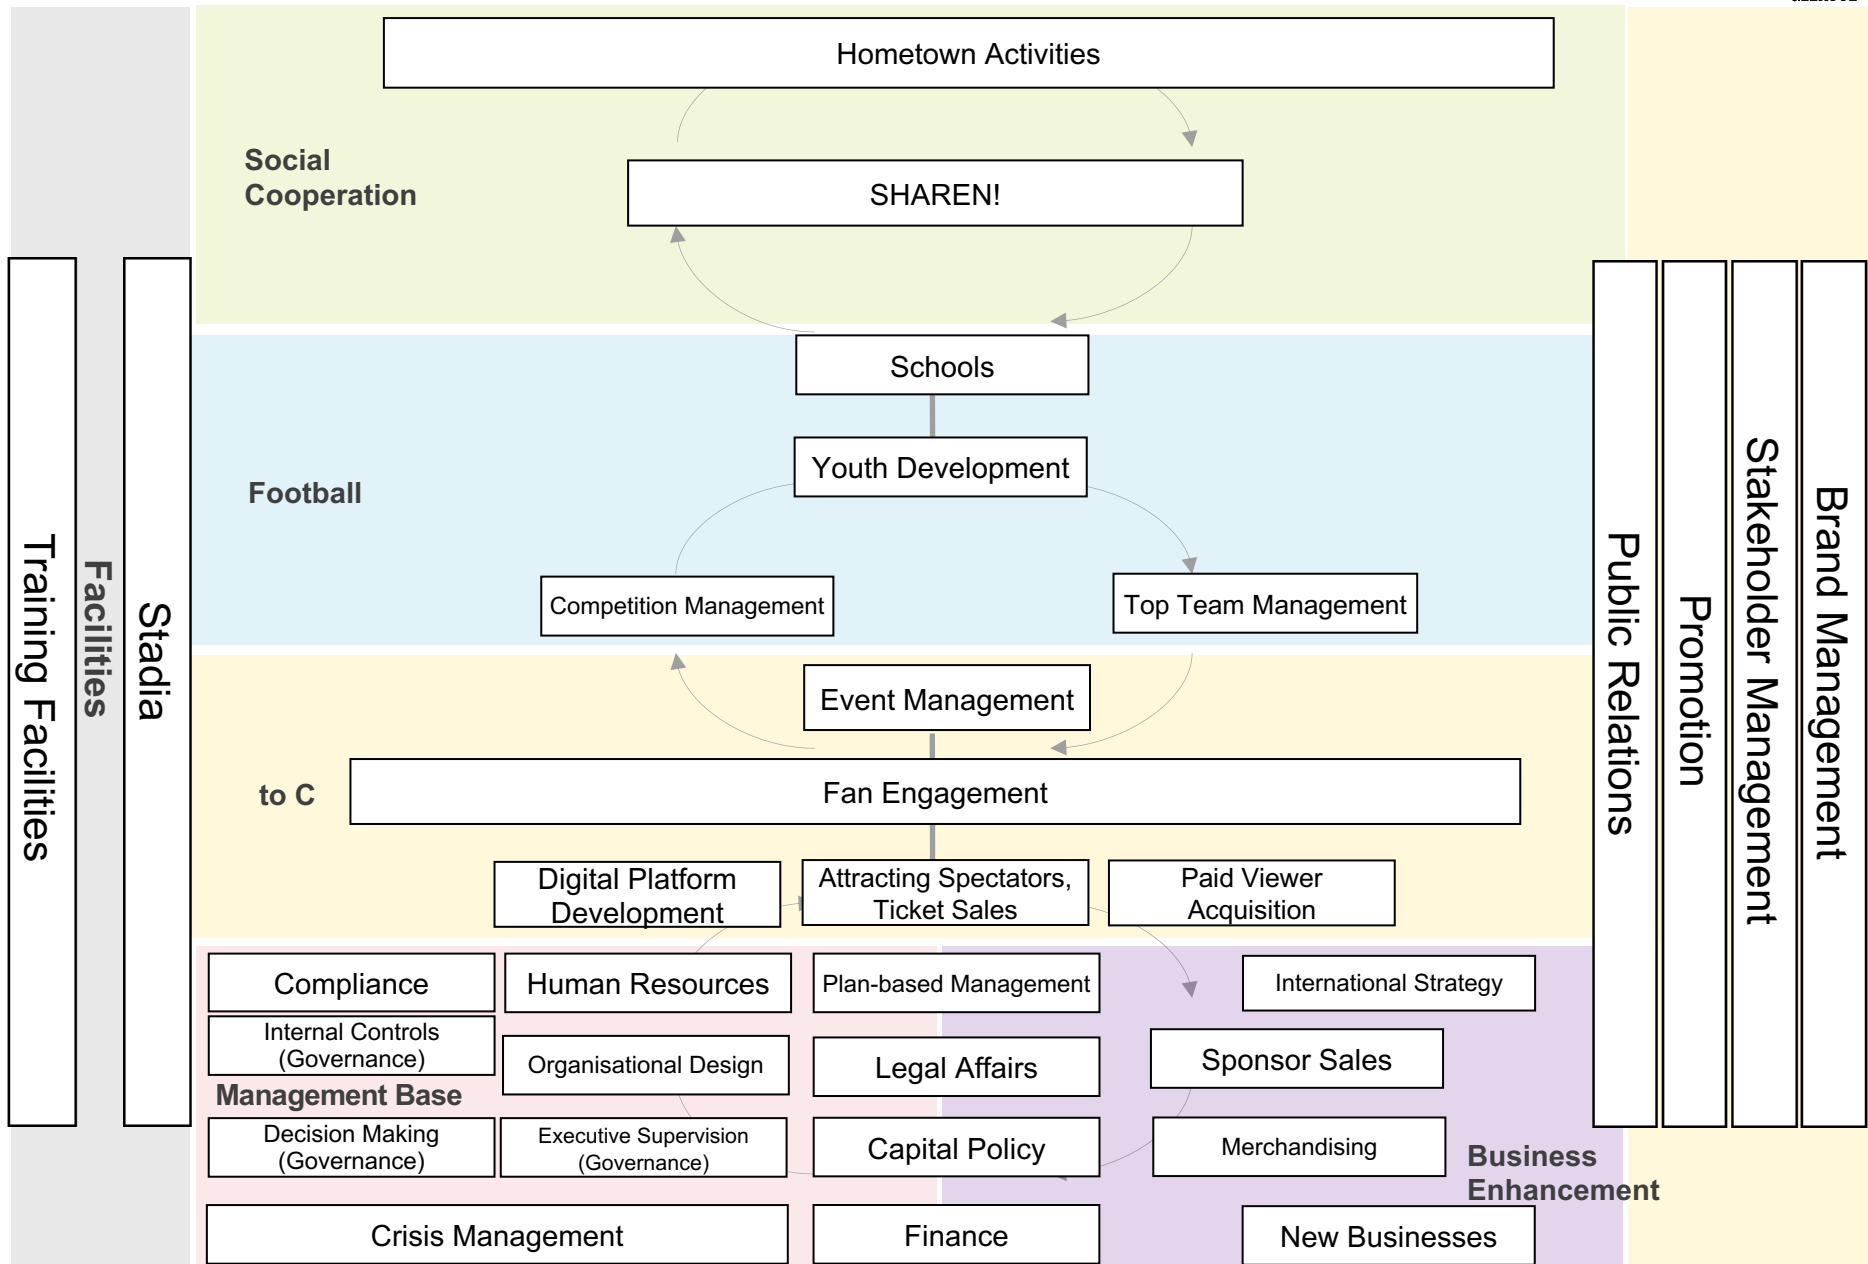 Hometown Activities
Social
Cooperation
SHAREN!
Schools
Youth Development
Football
Competition Management
Top Team Management
Event Management
to C
Fan Engagement
Digital Platform
Development
Attracting Spectators,
Ticket Sales
Paid Viewer
Acquisition
Compliance
Human Resources
Plan-based Management
International Strategy
Internal Controls
(Governance)
Organisational Design
Legal Affairs
Sponsor Sales
Management Base
Decision Making
(Governance)
Executive Supervision
(Governance)
Capital Policy
Merchandising
Business
Enhancement
Crisis Management
Finance
New Businesses
Training Facilities
Facilities
Stadia
Public Relations
Promotion
Stakeholder Management
Brand Management